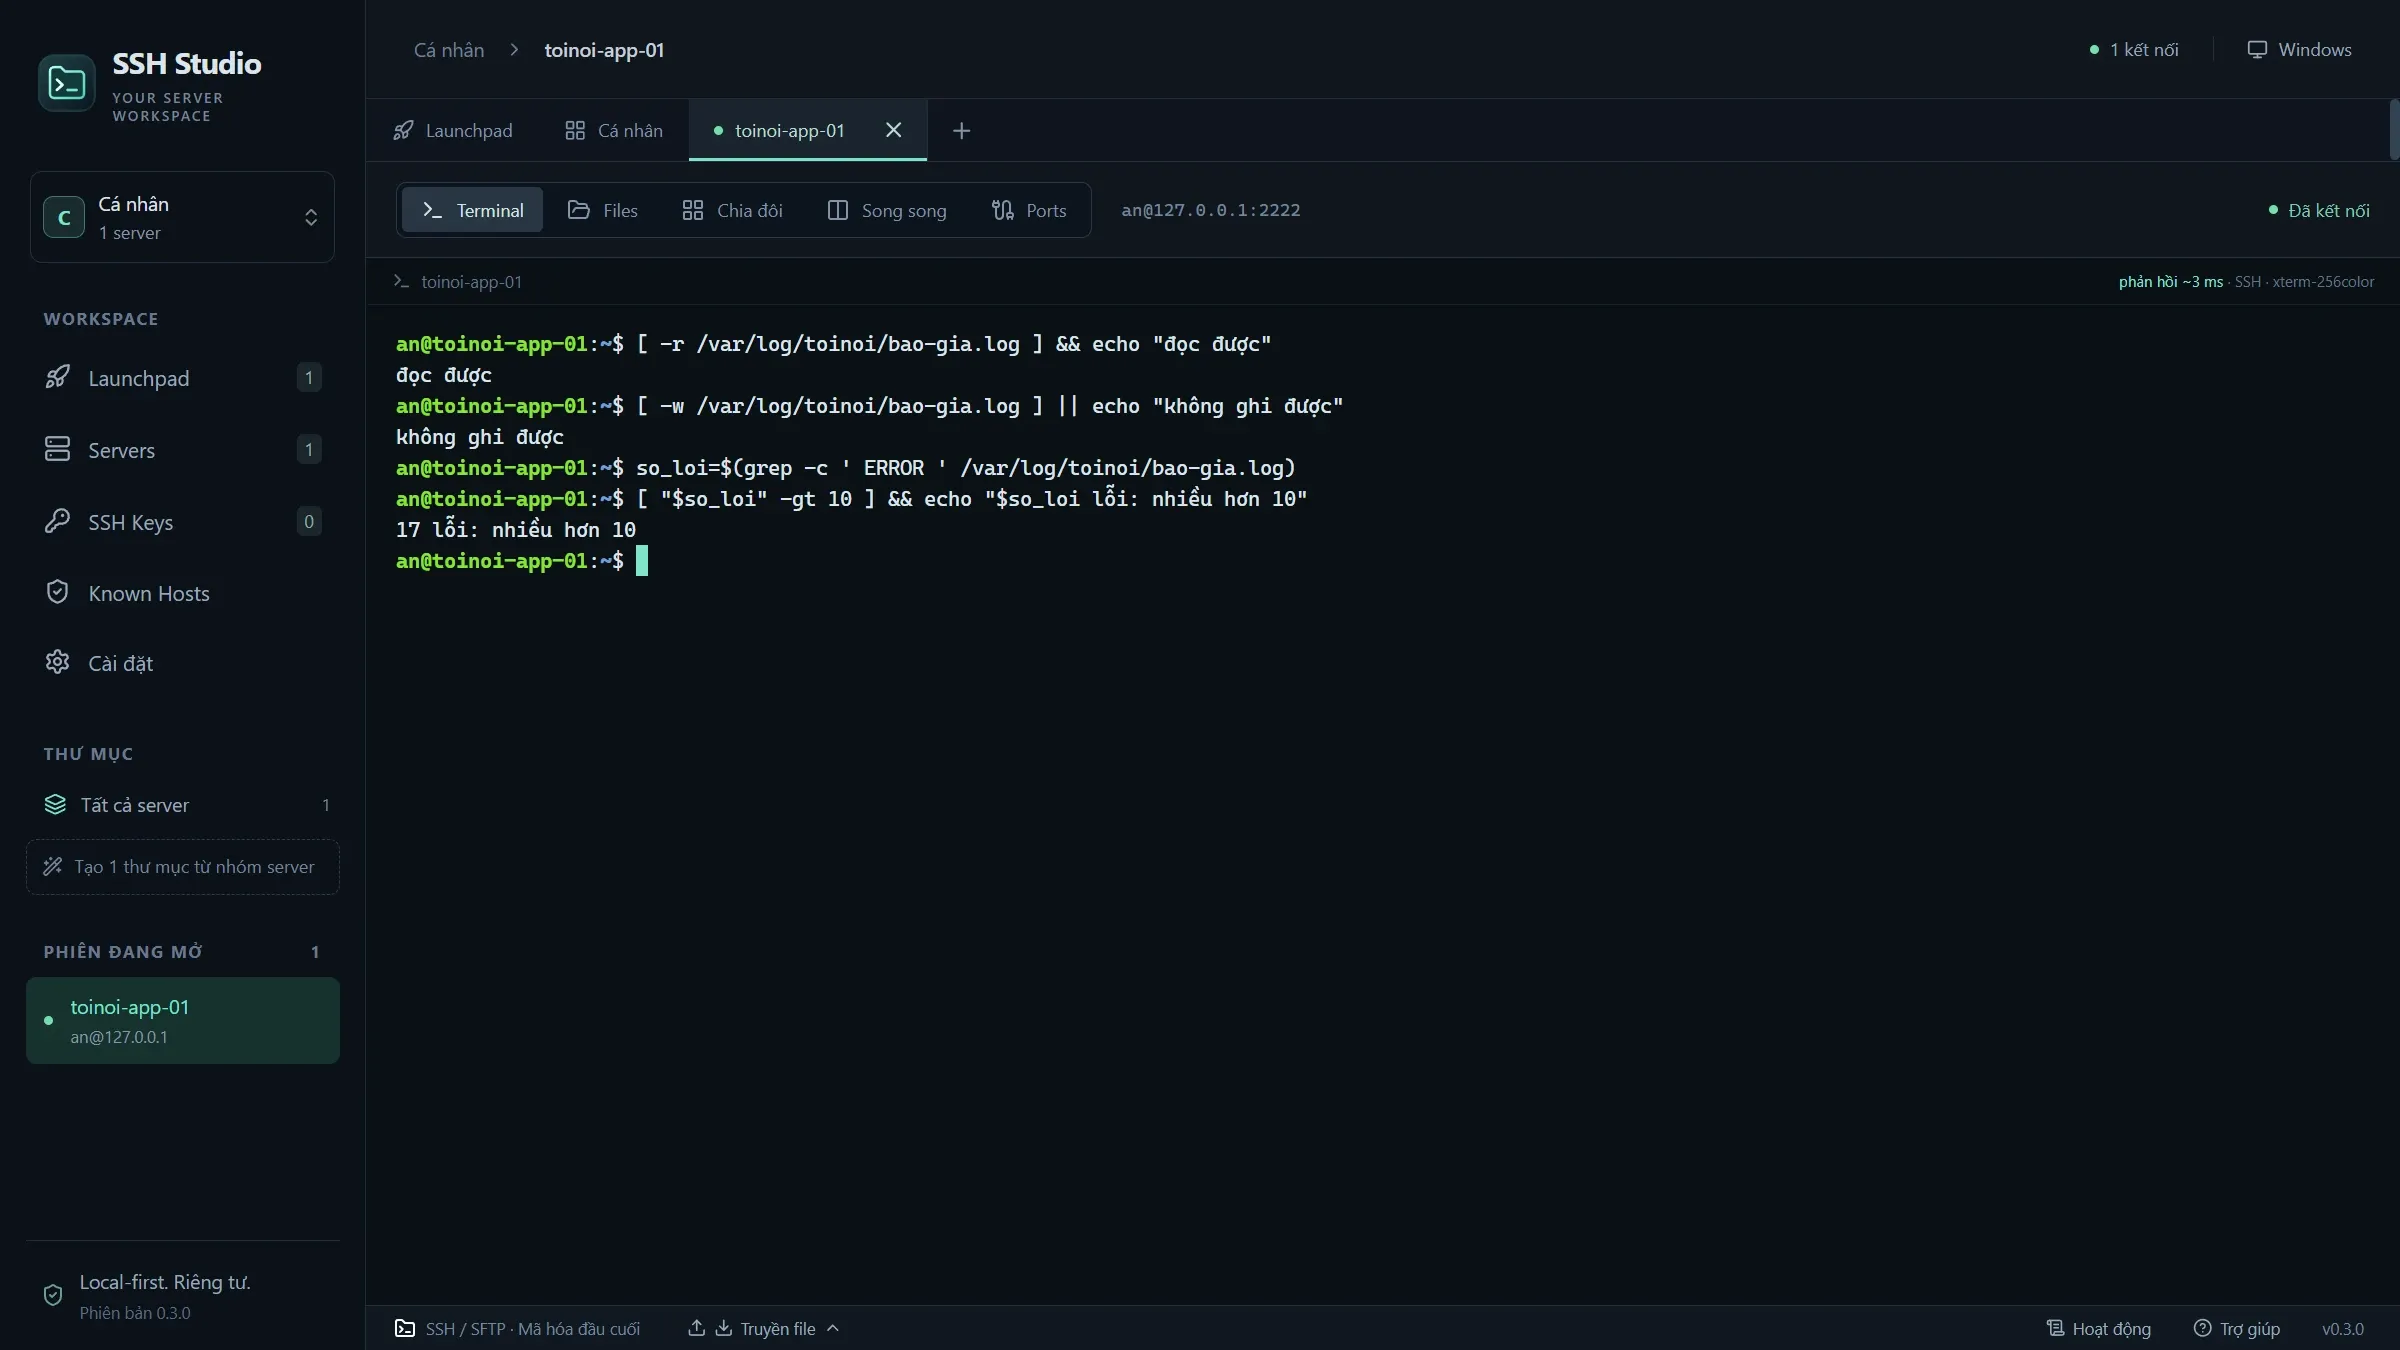 SSH Studio
YOUR SERVER
WORKSPACE
C
Cá nhân
1 server
WORKSPACE
Launchpad 1
Servers 1
SSH Keys 0
Known Hosts
Cài đặt
THƯ MỤC
Tất cả server 1
Tạo 1 thư mục từ nhóm server
PHIÊN ĐANG MỞ 1
toinoi-app-01
an@127.0.0.1
Local-first. Riêng tư.
Phiên bản 0.3.0
Cá nhân > toinoi-app-01
1 kết nối
Windows
Launchpad
Cá nhân
toinoi-app-01
Terminal
Files
Chia đôi
Song song
Ports
an@127.0.0.1:2222
Đã kết nối
toinoi-app-01
phản hồi ~3 ms · SSH · xterm-256color
an@toinoi-app-01:~$ [ -r /var/log/toinoi/bao-gia.log ] && echo "đọc được"
đọc được
an@toinoi-app-01:~$ [ -w /var/log/toinoi/bao-gia.log ] || echo "không ghi được"
không ghi được
an@toinoi-app-01:~$ so_loi=$(grep -c ' ERROR ' /var/log/toinoi/bao-gia.log)
an@toinoi-app-01:~$ [ "$so_loi" -gt 10 ] && echo "$so_loi lỗi: nhiều hơn 10"
17 lỗi: nhiều hơn 10
an@toinoi-app-01:~$
SSH / SFTP · Mã hóa đầu cuối
Truyền file
Hoạt động
Trợ giúp
v0.3.0